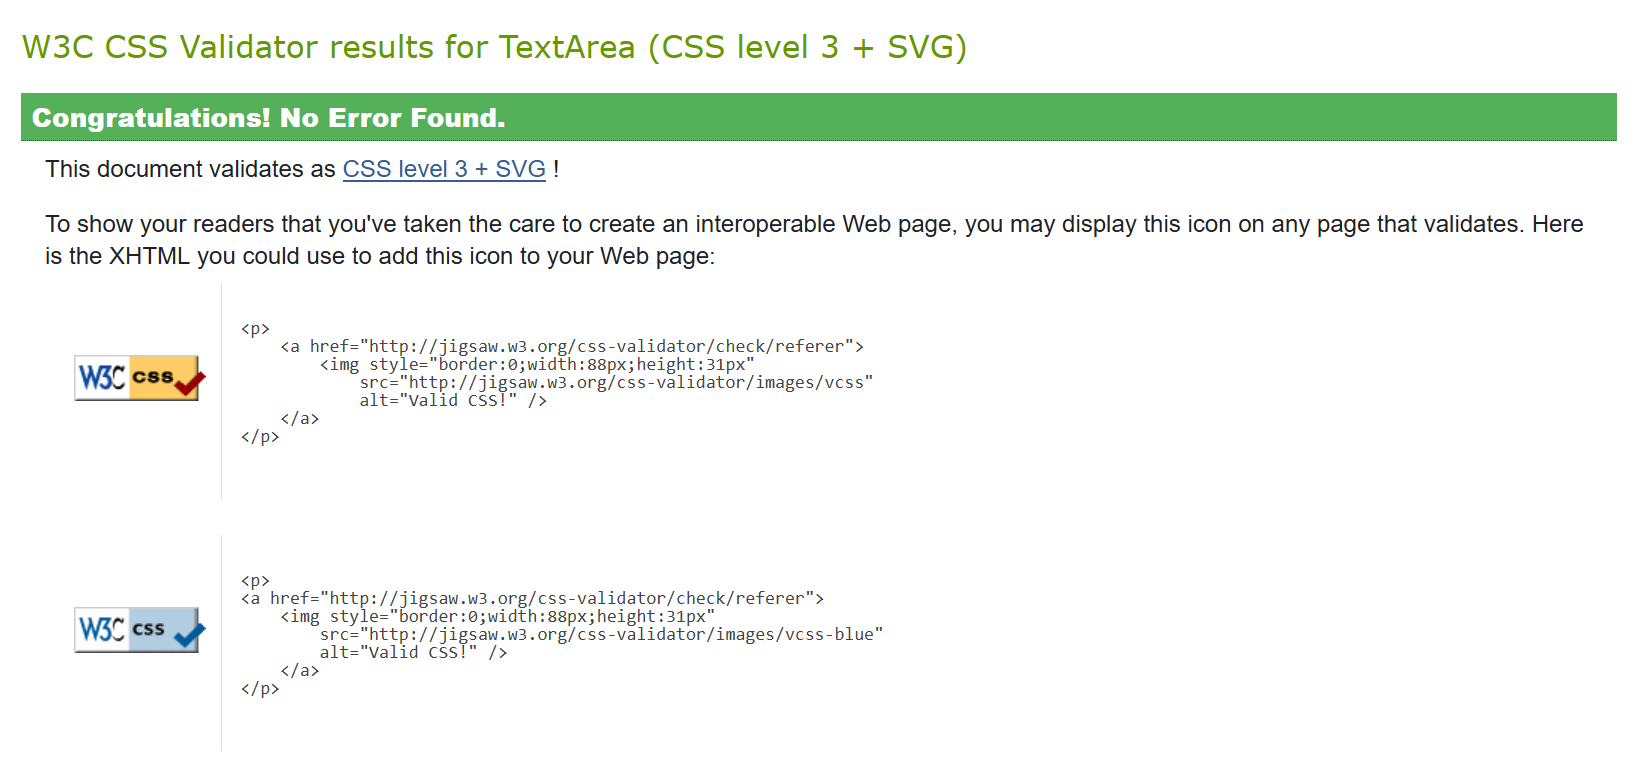 W3C CSS Validator results for TextArea (CSS level 3 + SVG)
Congratulations! No Error Found.
This document validates as CSS level 3 + SVG !
To show your readers that you've taken the care to create an interoperable Web page, you may display this icon on any page that validates. Here
is the XHTML you could use to add this icon to your Web page:
W3C css
<p>
    <a href="http://jigsaw.w3.org/css-validator/check/referer">
        <img style="border:0;width:88px;height:31px"
            src="http://jigsaw.w3.org/css-validator/images/vcss"
            alt="Valid CSS!" />
    </a>
</p>
W3C css
<p>
<a href="http://jigsaw.w3.org/css-validator/check/referer">
    <img style="border:0;width:88px;height:31px"
        src="http://jigsaw.w3.org/css-validator/images/vcss-blue"
        alt="Valid CSS!" />
    </a>
</p>